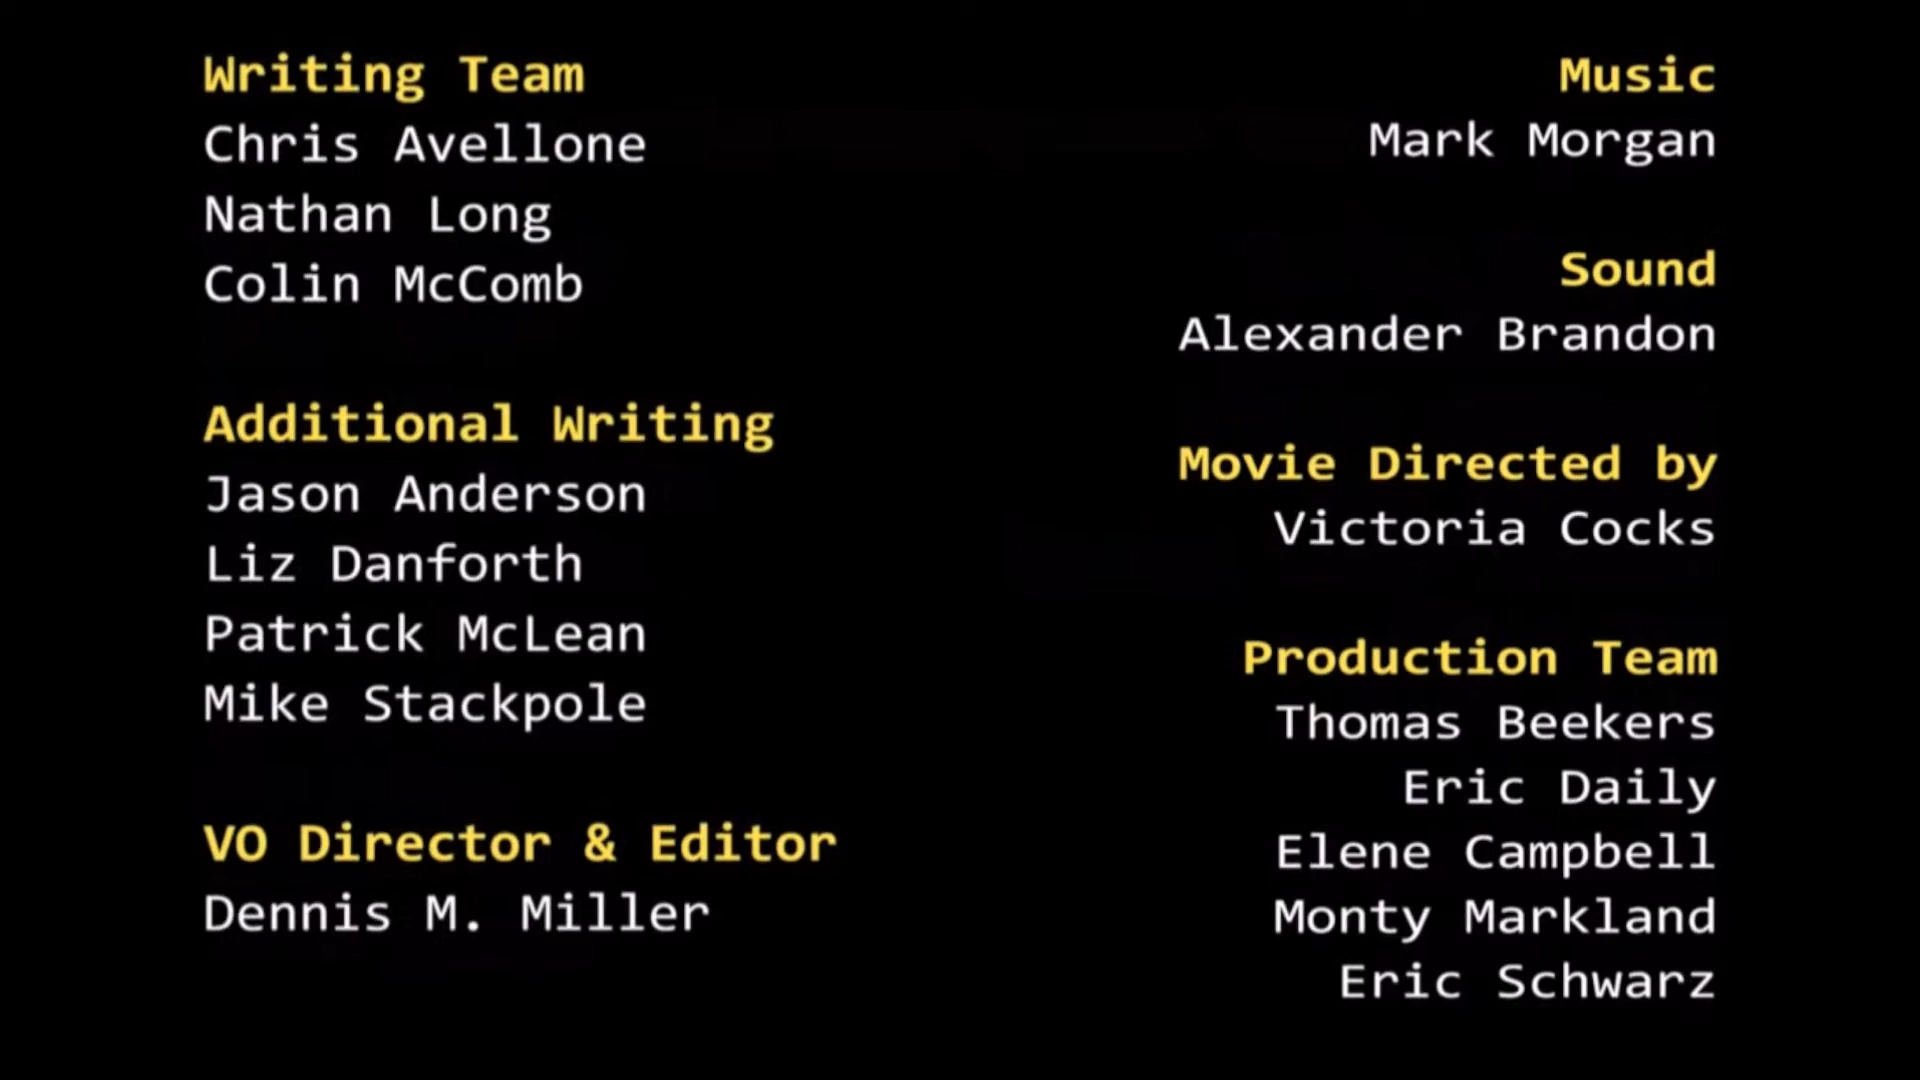 Writing Team
Chris Avellone
Nathan Long
Colin McComb
Additional Writing
Jason Anderson
Liz Danforth
Patrick McLean
Mike Stackpole
VO Director & Editor
Dennis M. Miller
Music
Mark Morgan
Sound
Alexander Brandon
Movie Directed by
Victoria Cocks
Production Team
Thomas Beekers
Eric Daily
Elene Campbell
Monty Markland
Eric Schwarz